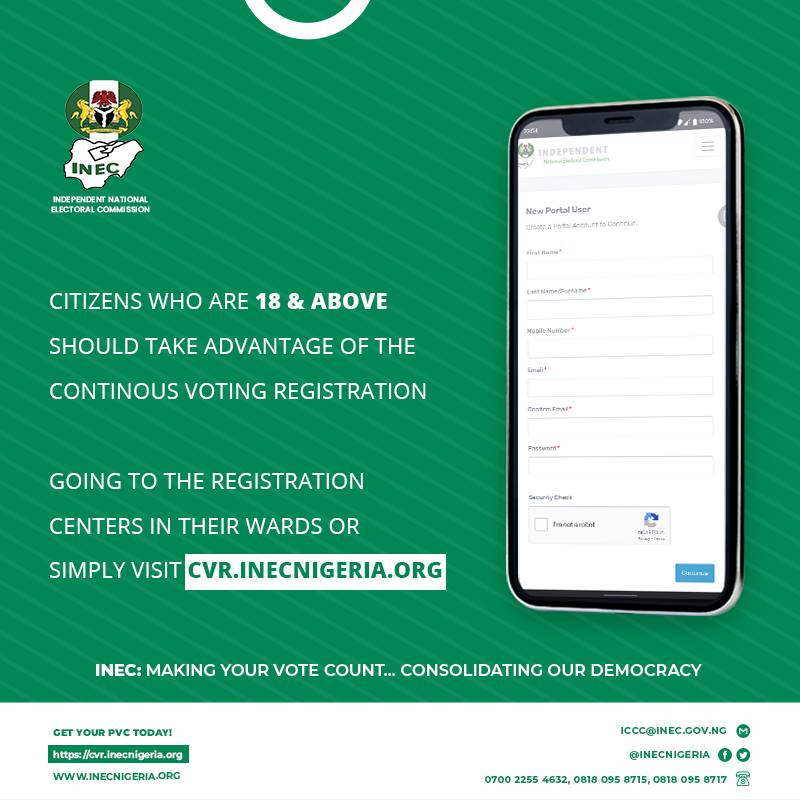 INEC
INDEPENDENT NATIONAL
ELECTORAL COMMISSION
CITIZENS WHO ARE 18 & ABOVE
SHOULD TAKE ADVANTAGE OF THE
CONTINOUS VOTING REGISTRATION
GOING TO THE REGISTRATION
CENTERS IN THEIR WARDS OR
SIMPLY VISIT CVR.INECNIGERIA.ORG
100%
INDEPENDENT
National Electoral Commission
New Portal User
Create a Portal Account to Continue.
First Name*
Last Name/Surname*
Mobile Number*
Email*
Confirm Email*
Password*
Security Check
I'm not a robot
reCAPTCHA
Privacy - Terms
Continue
INEC: MAKING YOUR VOTE COUNT... CONSOLIDATING OUR DEMOCRACY
GET YOUR PVC TODAY!
https://cvr.inecnigeria.org
WWW.INECNIGERIA.ORG
ICCC@INEC.GOV.NG
@INECNIGERIA
0700 2255 4632, 0818 095 8715, 0818 095 8717